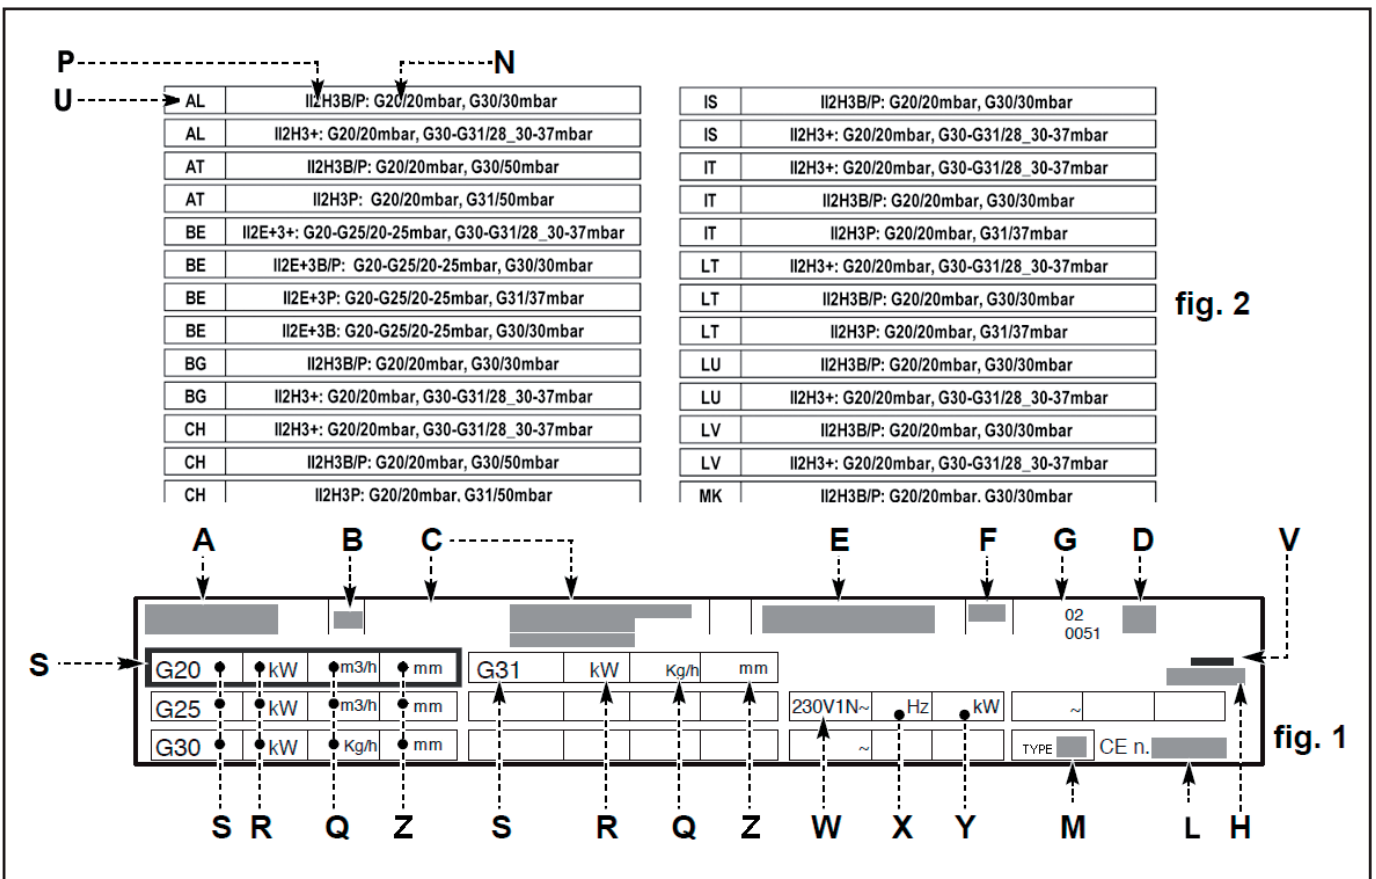 P N
U
AL II2H3B/P: G20/20mbar, G30/30mbar
AL II2H3+: G20/20mbar, G30-G31/28_30-37mbar
AT II2H3B/P: G20/20mbar, G30/50mbar
AT II2H3P: G20/20mbar, G31/50mbar
BE II2E+3+: G20-G25/20-25mbar, G30-G31/28_30-37mbar
BE II2E+3B/P: G20-G25/20-25mbar, G30/30mbar
BE II2E+3P: G20-G25/20-25mbar, G31/37mbar
BE II2E+3B: G20-G25/20-25mbar, G30/30mbar
BG II2H3B/P: G20/20mbar, G30/30mbar
BG II2H3+: G20/20mbar, G30-G31/28_30-37mbar
CH II2H3+: G20/20mbar, G30-G31/28_30-37mbar
CH II2H3B/P: G20/20mbar, G30/50mbar
CH II2H3P: G20/20mbar, G31/50mbar
IS II2H3B/P: G20/20mbar, G30/30mbar
IS II2H3+: G20/20mbar, G30-G31/28_30-37mbar
IT II2H3+: G20/20mbar, G30-G31/28_30-37mbar
IT II2H3B/P: G20/20mbar, G30/30mbar
IT II2H3P: G20/20mbar, G31/37mbar
LT II2H3+: G20/20mbar, G30-G31/28_30-37mbar
LT II2H3B/P: G20/20mbar, G30/30mbar
LT II2H3P: G20/20mbar, G31/37mbar
LU II2H3B/P: G20/20mbar, G30/30mbar
LU II2H3+: G20/20mbar, G30-G31/28_30-37mbar
LV II2H3B/P: G20/20mbar, G30/30mbar
LV II2H3+: G20/20mbar, G30-G31/28_30-37mbar
MK II2H3B/P: G20/20mbar, G30/30mbar
fig. 2
A B C E F G D V
02
0051
S G20 kW m3/h mm G31 kW Kg/h mm
G25 kW m3/h mm 230V1N~ Hz kW ~
G30 kW Kg/h mm ~ TYPE CE n.
fig. 1
S R Q Z S R Q Z W X Y M L H